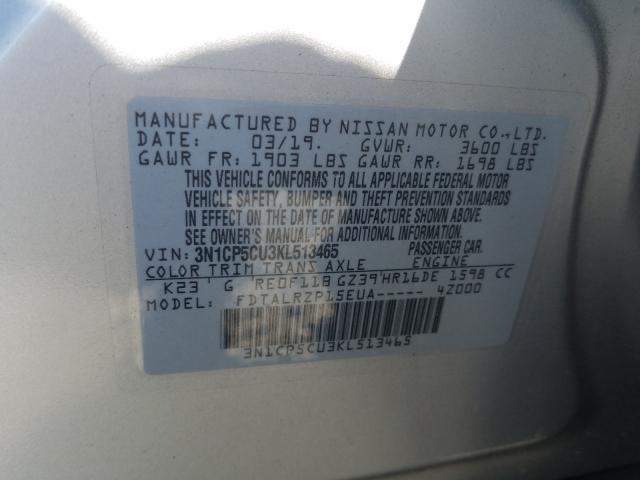 MANUFACTURED BY NISSAN MOTOR CO., LTD.
DATE: 03/19. GVWR: 3600 LBS
GAWR FR: 1903 LBS GAWR RR: 1698 LBS
THIS VEHICLE CONFORMS TO ALL APPLICABLE FEDERAL MOTOR
VEHICLE SAFETY, BUMPER AND THEFT PREVENTION STANDARDS
IN EFFECT ON THE DATE OF MANUFACTURE SHOWN ABOVE.
SEE OWNER'S MANUAL FOR ADDITIONAL INFORMATION.
VIN: 3N1CP5CU3KL513465 PASSENGER CAR.
COLOR TRIM TRANS AXLE ENGINE
K23 ' G RE0F11B GZ39'HR16DE 1598 CC
MODEL: FDTALRZP15EUA----- 4Z000
3N1CP5CU3KL513465